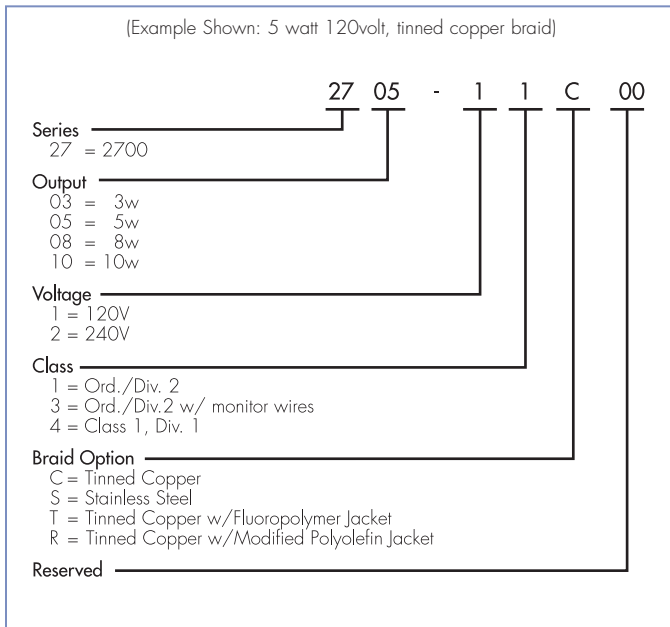 (Example Shown: 5 watt 120volt, tinned copper braid)
27 05 - 1 1 C 00
Series
27 = 2700
Output
03 = 3w
05 = 5w
08 = 8w
10 = 10w
Voltage
1 = 120V
2 = 240V
Class
1 = Ord./Div. 2
3 = Ord./Div.2 w/ monitor wires
4 = Class 1, Div. 1
Braid Option
C = Tinned Copper
S = Stainless Steel
T = Tinned Copper w/Fluoropolymer Jacket
R = Tinned Copper w/Modified Polyolefin Jacket
Reserved